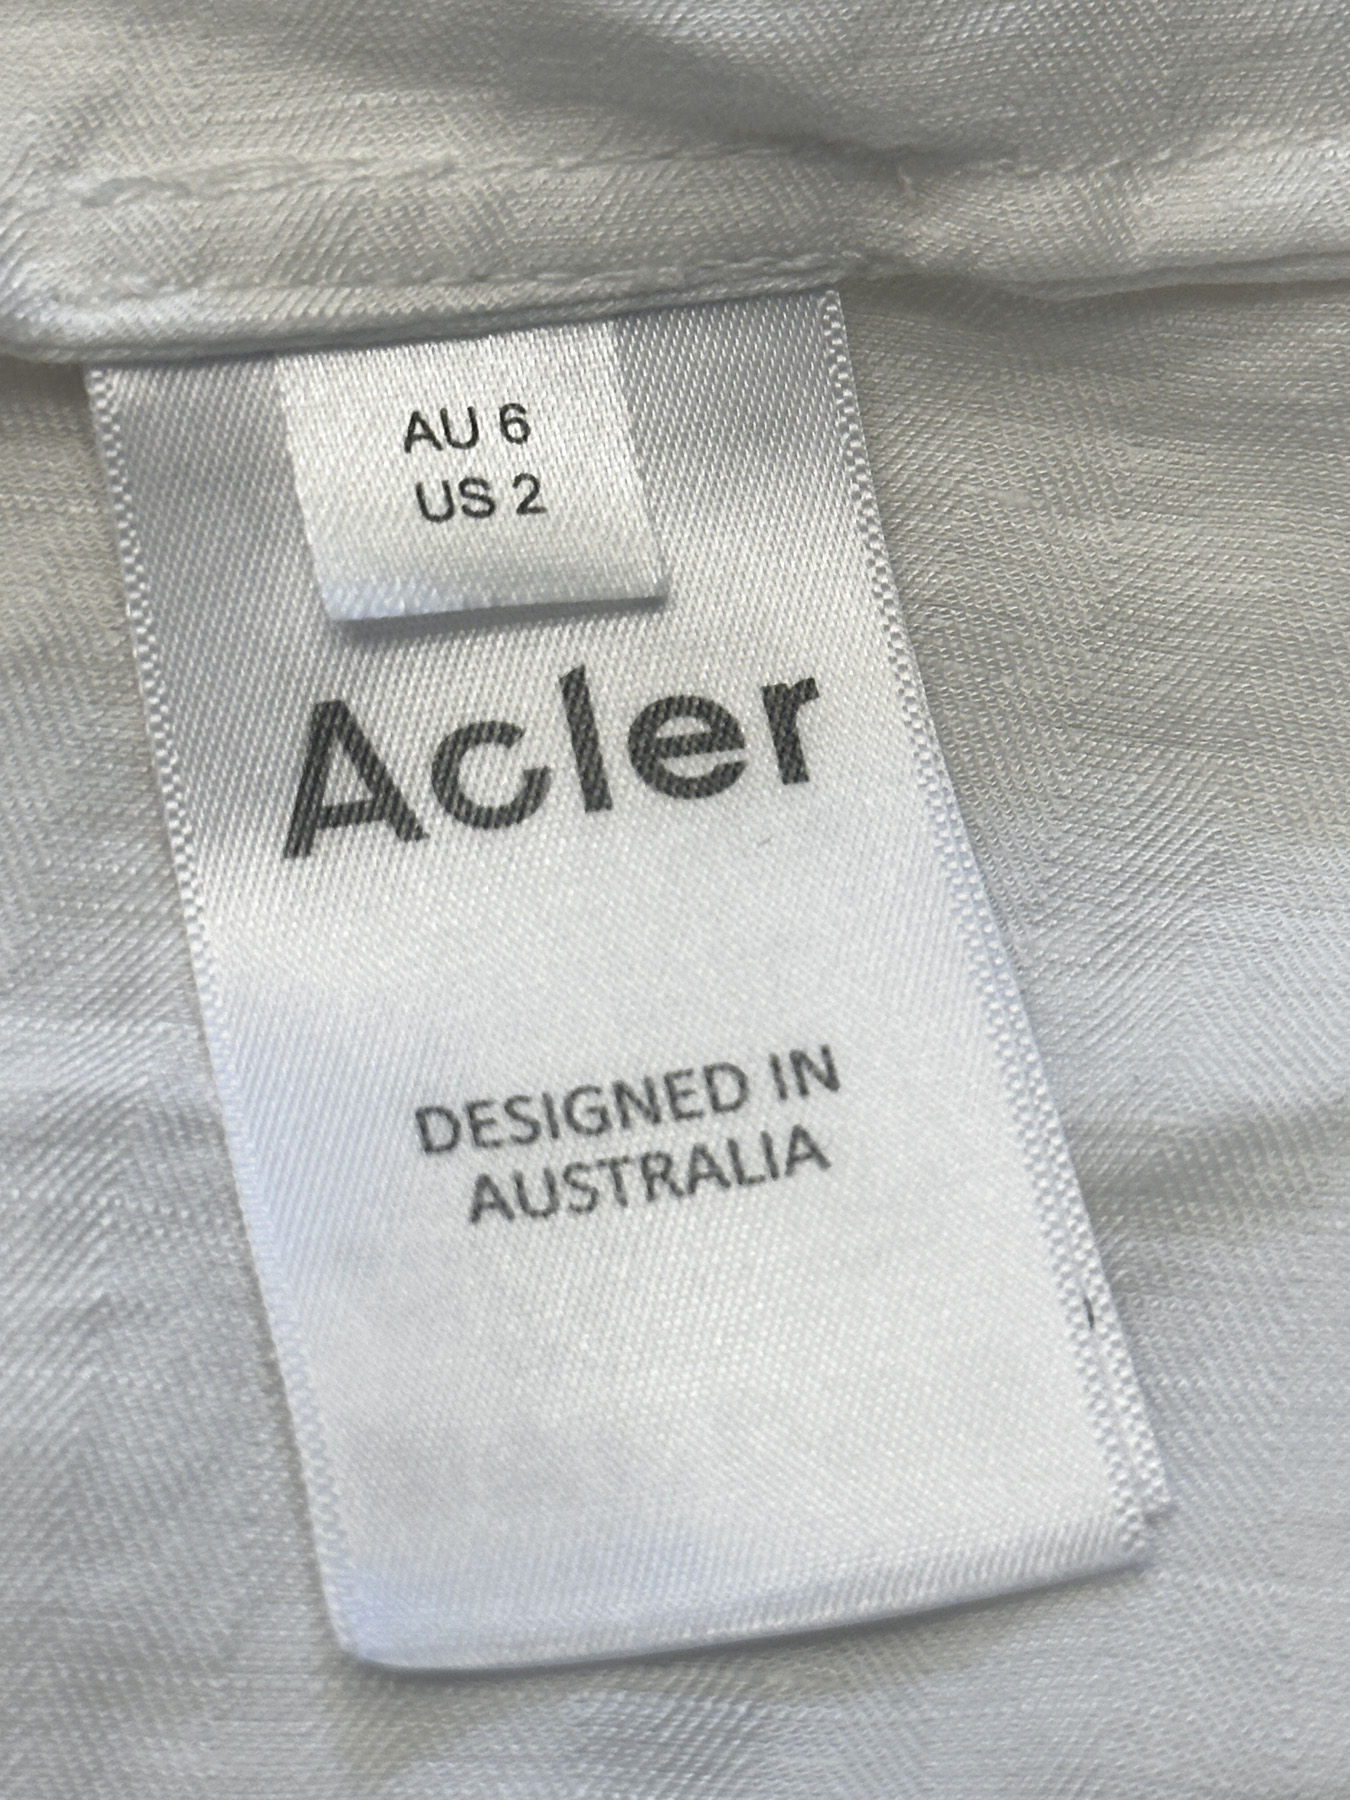 AU 6
US 2
Acler
DESIGNED IN
AUSTRALIA